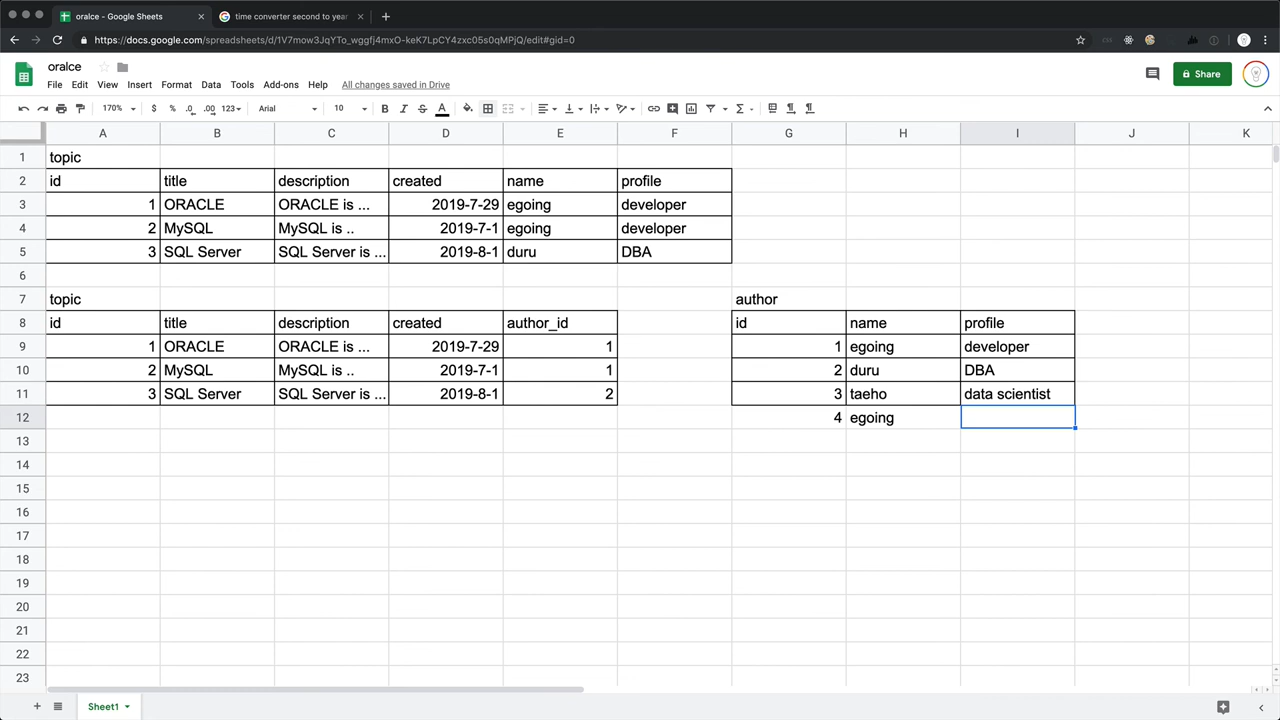 oralce - Google Sheets
time converter second to year
https://docs.google.com/spreadsheets/d/1V7mow3JqYTo_wggfj4mxO-keK7LpCY4zxc05s0qMPjQ/edit#gid=0
oralce
File Edit View Insert Format Data Tools Add-ons Help All changes saved in Drive
Share
170% $ % .0 .00 123 Arial 10 B I S A
A B C D E F G H I J K
1 topic
2 id title description created name profile
3 1 ORACLE ORACLE is ... 2019-7-29 egoing developer
4 2 MySQL MySQL is .. 2019-7-1 egoing developer
5 3 SQL Server SQL Server is ... 2019-8-1 duru DBA
6
7 topic author
8 id title description created author_id id name profile
9 1 ORACLE ORACLE is ... 2019-7-29 1 1 egoing developer
10 2 MySQL MySQL is .. 2019-7-1 1 2 duru DBA
11 3 SQL Server SQL Server is ... 2019-8-1 2 3 taeho data scientist
12 4 egoing
13
14
15
16
17
18
19
20
21
22
23
Sheet1